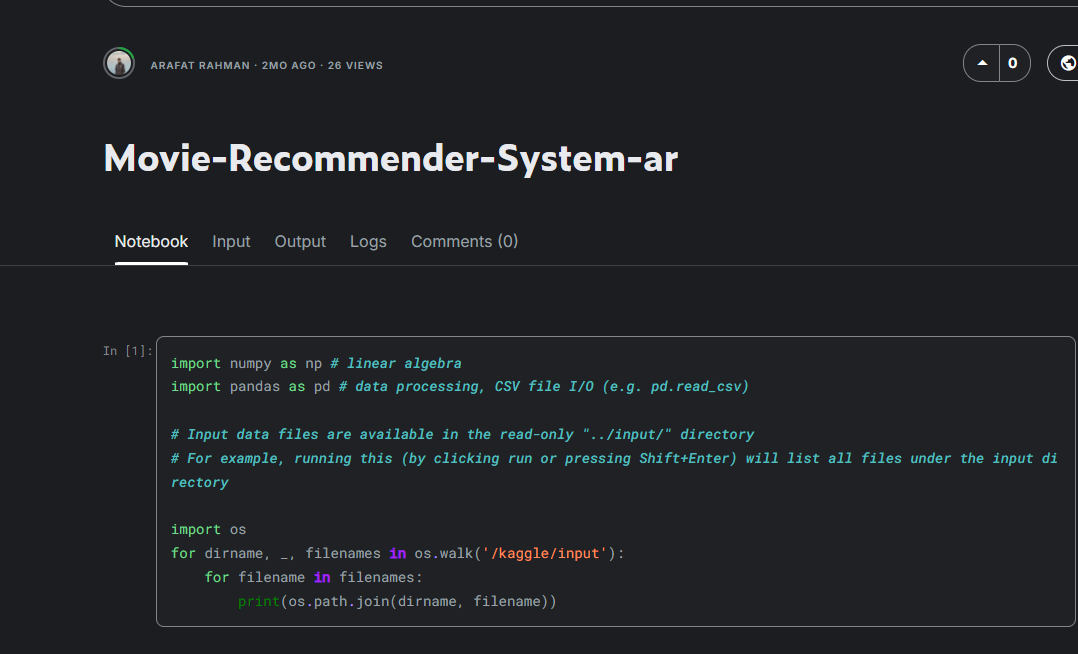 ARAFAT RAHMAN · 2MO AGO · 26 VIEWS
0
Movie-Recommender-System-ar
Notebook Input Output Logs Comments (0)
In [1]:
import numpy as np # linear algebra
import pandas as pd # data processing, CSV file I/O (e.g. pd.read_csv)
# Input data files are available in the read-only "../input/" directory
# For example, running this (by clicking run or pressing Shift+Enter) will list all files under the input di
rectory
import os
for dirname, _, filenames in os.walk('/kaggle/input'):
    for filename in filenames:
        print(os.path.join(dirname, filename))